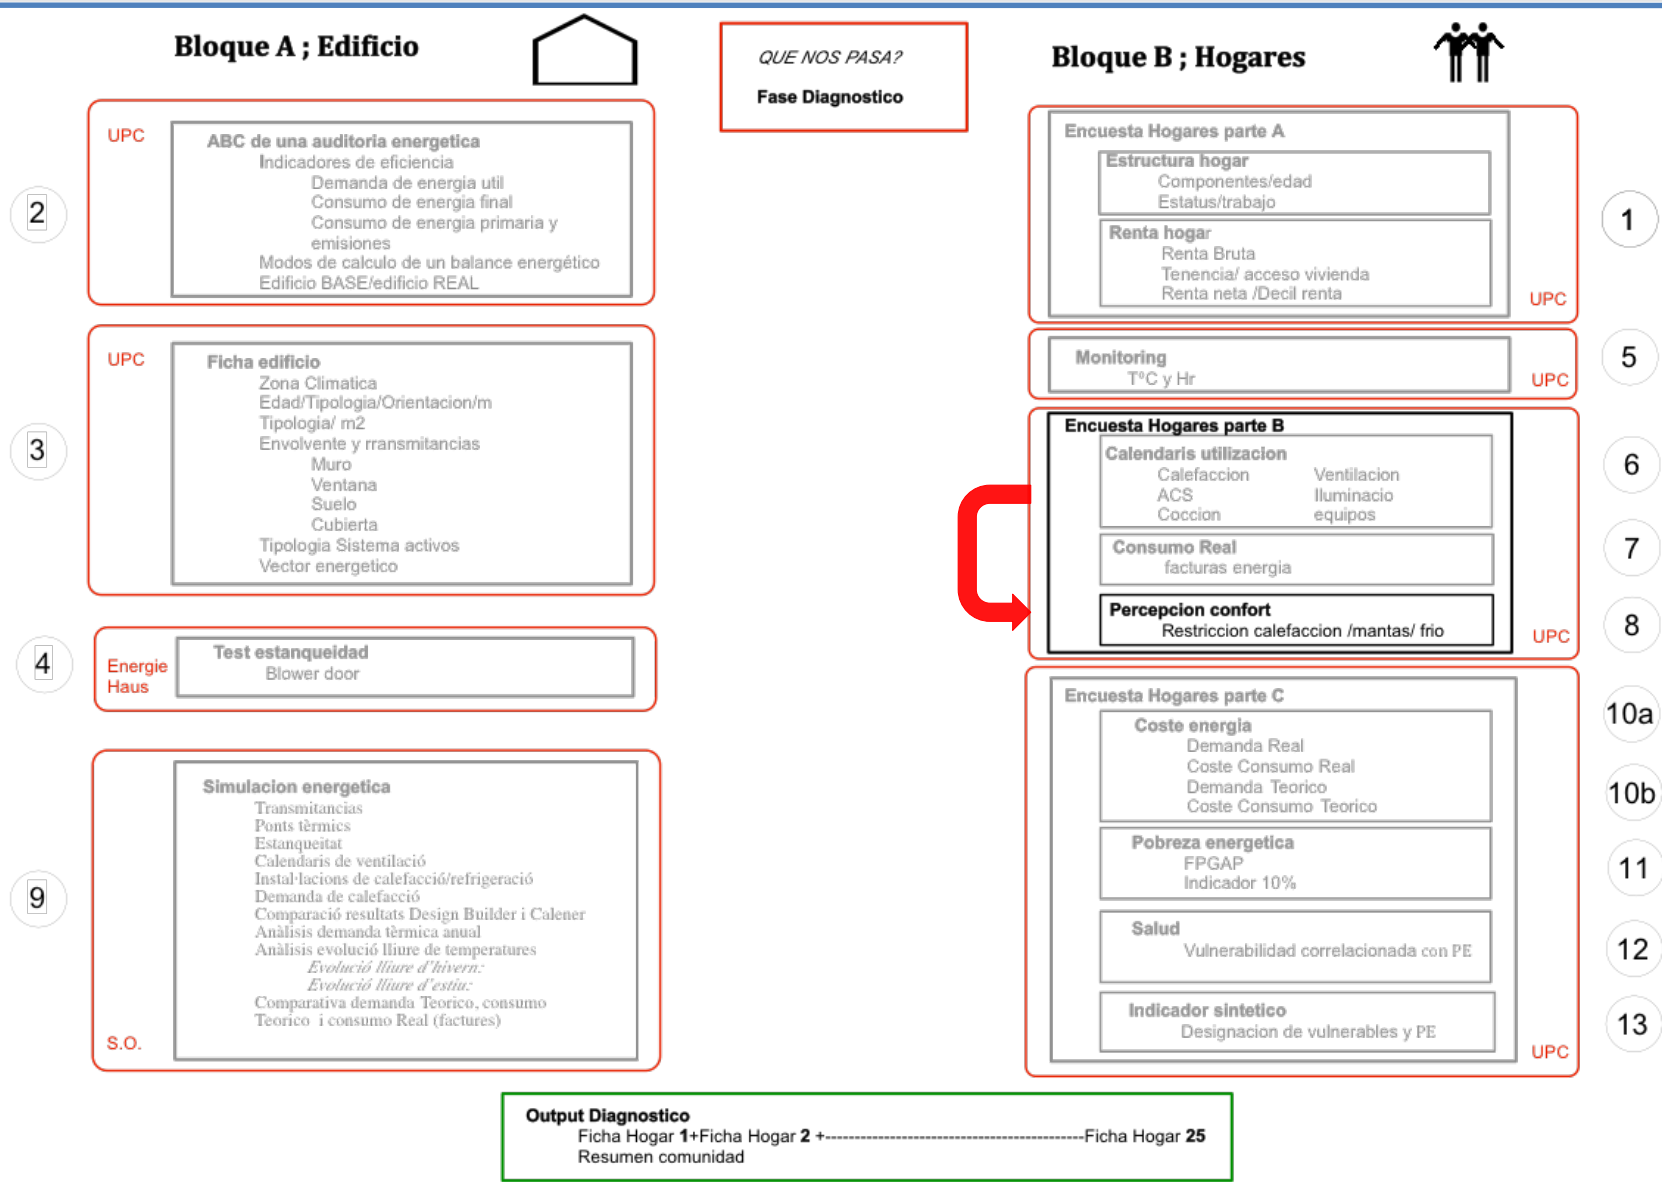 Bloque A ; Edificio
QUE NOS PASA?
Fase Diagnostico
Bloque B ; Hogares
UPC
ABC de una auditoria energetica
Indicadores de eficiencia
Demanda de energia util
Consumo de energia final
Consumo de energia primaria y
emisiones
Modos de calculo de un balance energético
Edificio BASE/edificio REAL
2
UPC
Ficha edificio
Zona Climatica
Edad/Tipologia/Orientacion/m
Tipologia/ m2
Envolvente y rransmitancias
Muro
Ventana
Suelo
Cubierta
Tipologia Sistema activos
Vector energetico
3
Energie
Haus
Test estanqueidad
Blower door
4
Simulacion energetica
Transmitancias
Ponts tèrmics
Estanqueitat
Calendaris de ventilació
Instal·lacions de calefacció/refrigeració
Demanda de calefacció
Comparació resultats Design Builder i Calener
Anàlisis demanda tèrmica anual
Anàlisis evolució lliure de temperatures
Evolució lliure d'hivern:
Evolució lliure d'estiu:
Comparativa demanda Teorico, consumo
Teorico i consumo Real (factures)
S.O.
9
Encuesta Hogares parte A
Estructura hogar
Componentes/edad
Estatus/trabajo
Renta hogar
Renta Bruta
Tenencia/ acceso vivienda
Renta neta /Decil renta
UPC
1
Monitoring
TºC y Hr
UPC
5
Encuesta Hogares parte B
Calendaris utilizacion
Calefaccion Ventilacion
ACS Iluminacio
Coccion equipos
6
Consumo Real
facturas energia
7
Percepcion confort
Restriccion calefaccion /mantas/ frio
UPC
8
Encuesta Hogares parte C
Coste energia
Demanda Real
Coste Consumo Real
Demanda Teorico
Coste Consumo Teorico
10a
10b
Pobreza energetica
FPGAP
Indicador 10%
11
Salud
Vulnerabilidad correlacionada con PE
12
Indicador sintetico
Designacion de vulnerables y PE
UPC
13
Output Diagnostico
Ficha Hogar 1+Ficha Hogar 2 +--------------------------------------------Ficha Hogar 25
Resumen comunidad